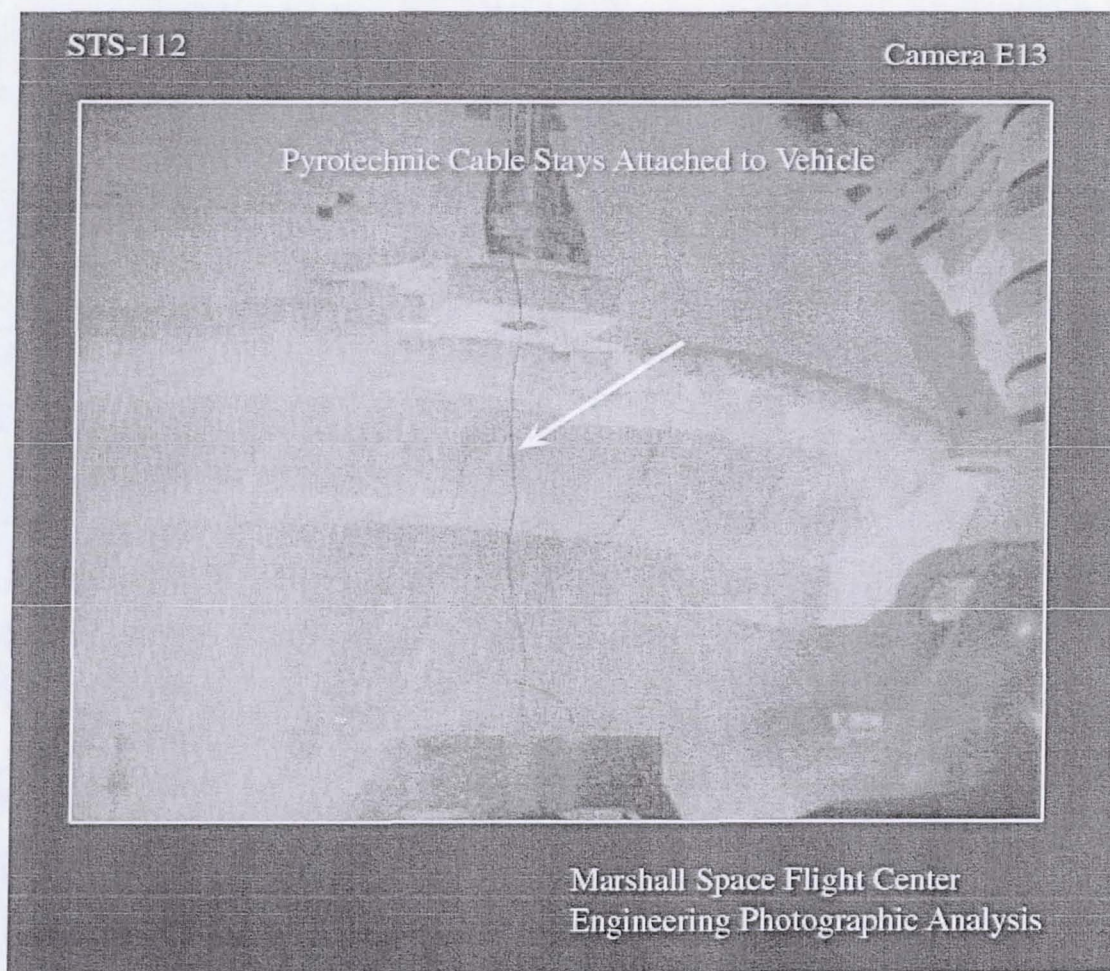 STS-112
Camera E13
Pyrotechnic Cable Stays Attached to Vehicle
Marshall Space Flight Center
Engineering Photographic Analysis